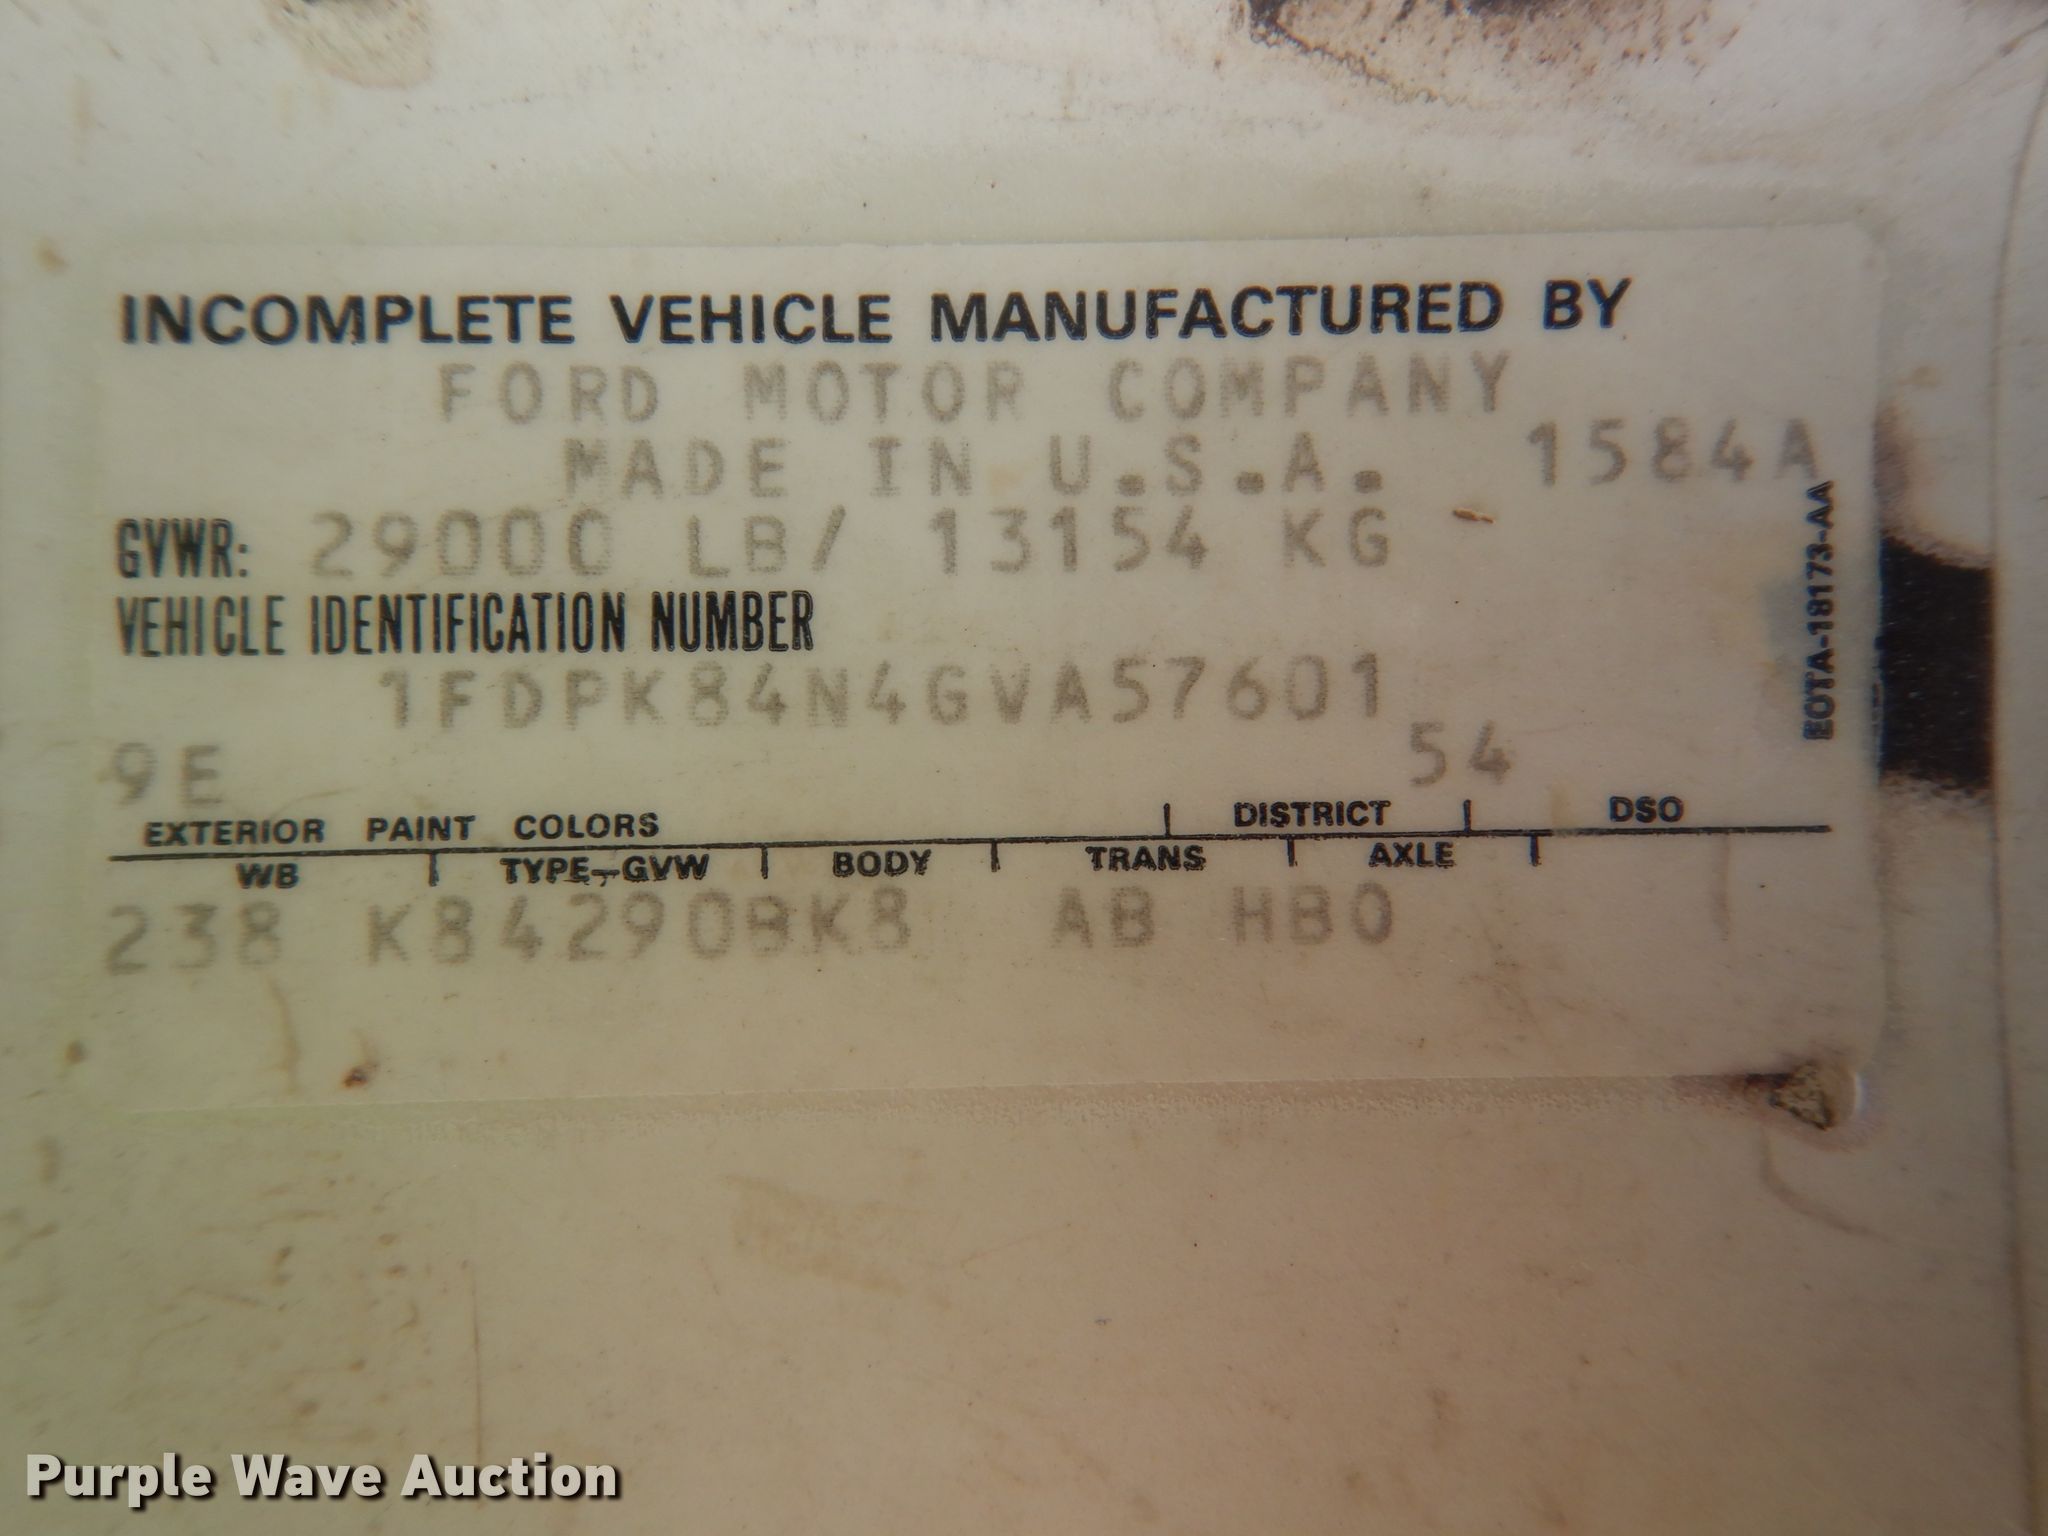 INCOMPLETE VEHICLE MANUFACTURED BY
FORD MOTOR COMPANY
MADE IN U.S.A. 1584A
GVWR: 29000 LB/ 13154 KG
VEHICLE IDENTIFICATION NUMBER
1FDPK84N4GVA57601
9E 54
EXTERIOR PAINT COLORS DISTRICT DSO
WB TYPE-GVW BODY TRANS AXLE
238 K84290BK8 AB HB0
EOTA-18173-AA
Purple Wave Auction